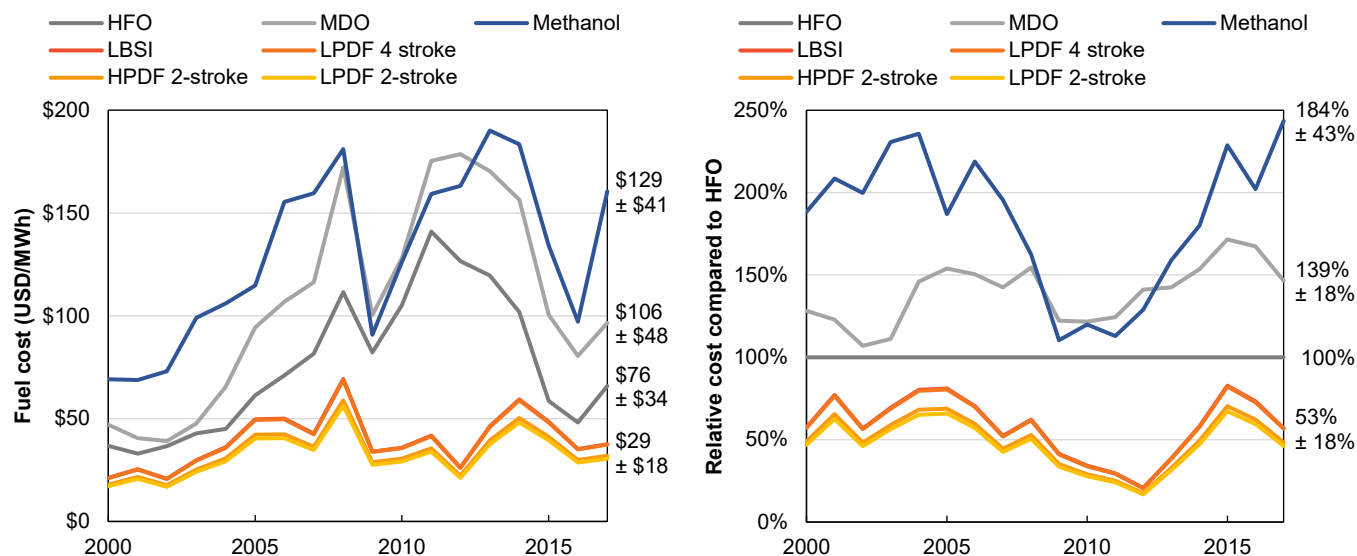 HFO MDO Methanol
LBSI LPDF 4 stroke
HPDF 2-stroke LPDF 2-stroke
Fuel cost (USD/MWh)
$200
$150
$100
$50
$0
2000 2005 2010 2015
$129
± $41
$106
± $48
$76
± $34
$29
± $18
HFO MDO Methanol
LBSI LPDF 4 stroke
HPDF 2-stroke LPDF 2-stroke
Relative cost compared to HFO
250%
200%
150%
100%
50%
0%
2000 2005 2010 2015
184%
± 43%
139%
± 18%
100%
53%
± 18%